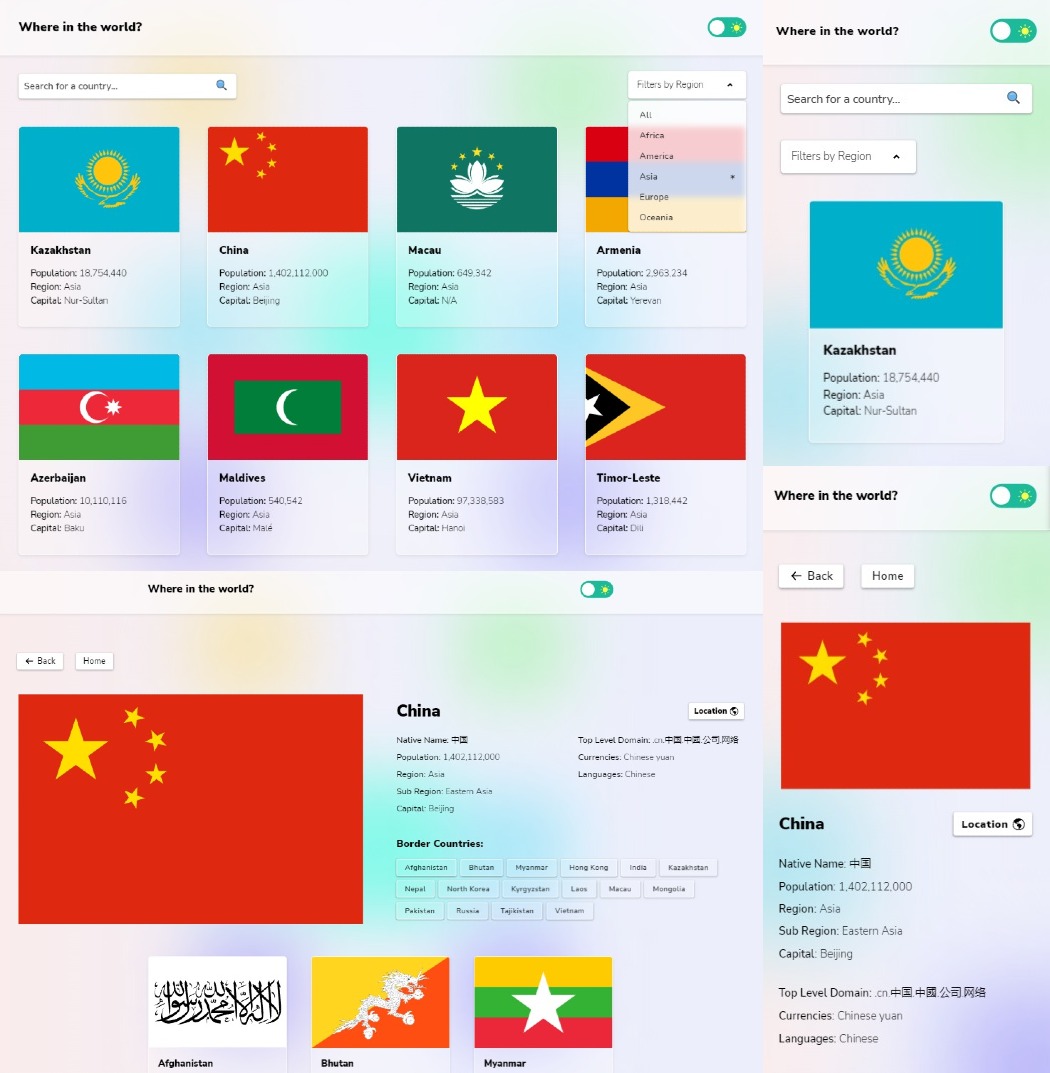 Where in the world?
Search for a country...
Filters by Region
All
Africa
America
Asia *
Europe
Oceania
Kazakhstan
Population: 18,754,440
Region: Asia
Capital: Nur-Sultan
China
Population: 1,402,112,000
Region: Asia
Capital: Beijing
Macau
Population: 649,342
Region: Asia
Capital: N/A
Armenia
Population: 2,963,234
Region: Asia
Capital: Yerevan
Azerbaijan
Population: 10,110,116
Region: Asia
Capital: Baku
Maldives
Population: 540,542
Region: Asia
Capital: Malé
Vietnam
Population: 97,338,583
Region: Asia
Capital: Hanoi
Timor-Leste
Population: 1,318,442
Region: Asia
Capital: Dili
Where in the world?
Search for a country...
Filters by Region
Kazakhstan
Population: 18,754,440
Region: Asia
Capital: Nur-Sultan
Where in the world?
← Back
Home
China
Location
Native Name: 中国
Population: 1,402,112,000
Region: Asia
Sub Region: Eastern Asia
Capital: Beijing
Top Level Domain: .cn.中国.中國.公司.网络
Currencies: Chinese yuan
Languages: Chinese
Border Countries:
Afghanistan Bhutan Myanmar Hong Kong India Kazakhstan
Nepal North Korea Kyrgyzstan Laos Macau Mongolia
Pakistan Russia Tajikistan Vietnam
Afghanistan
Bhutan
Myanmar
Where in the world?
← Back
Home
China
Location
Native Name: 中国
Population: 1,402,112,000
Region: Asia
Sub Region: Eastern Asia
Capital: Beijing
Top Level Domain: .cn.中国.中國.公司.网络
Currencies: Chinese yuan
Languages: Chinese